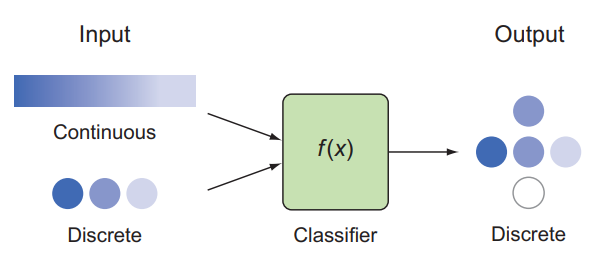 Input
Output
Continuous
f(x)
Discrete
Classifier
Discrete